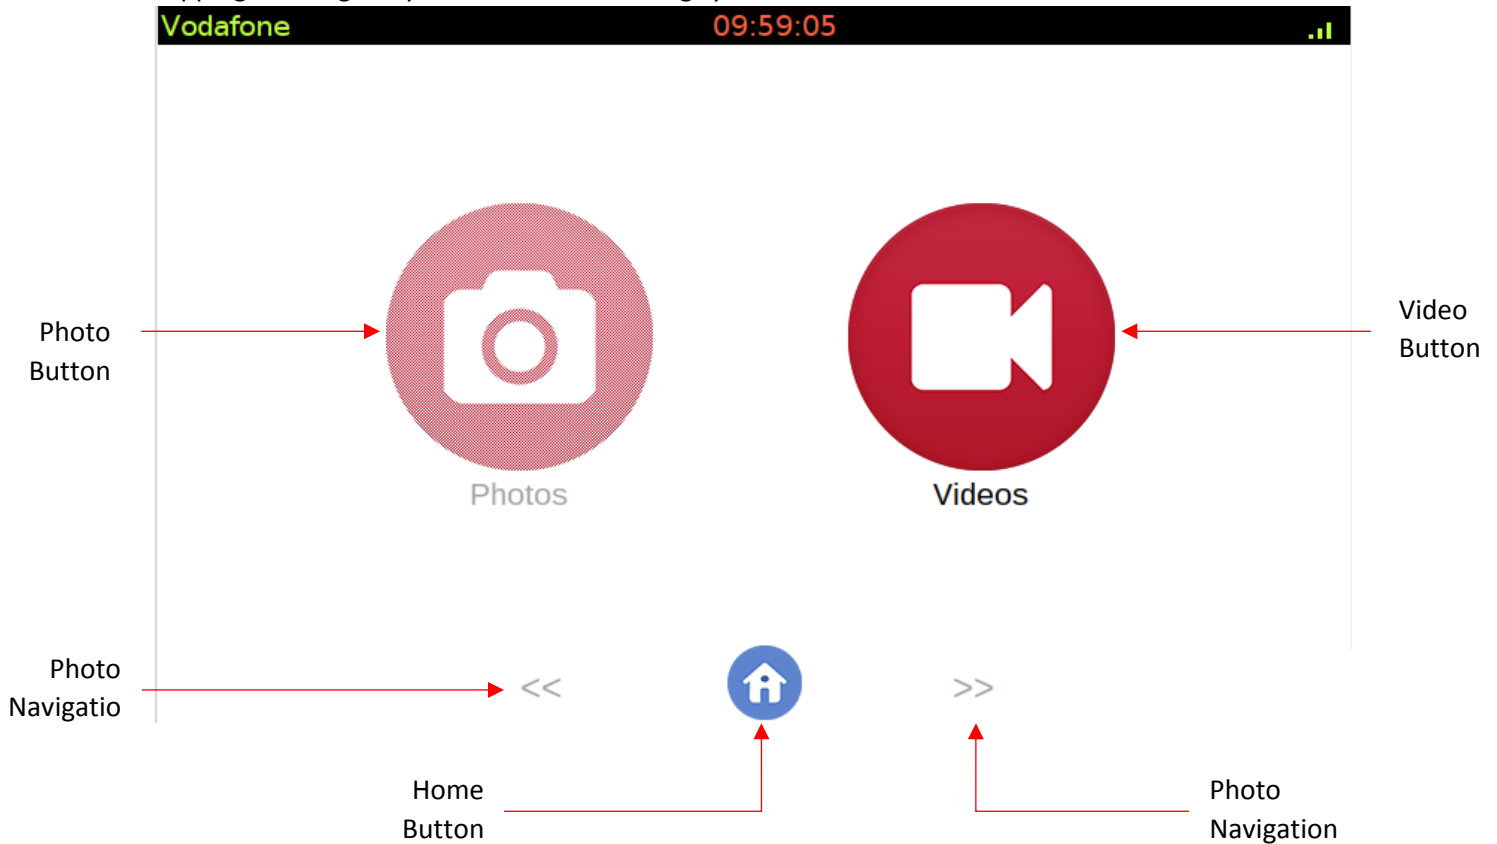 Vodafone 09:59:05
Photo
Button
Video
Button
Photos Videos
Photo
Navigatio
<< >>
Home
Button
Photo
Navigation